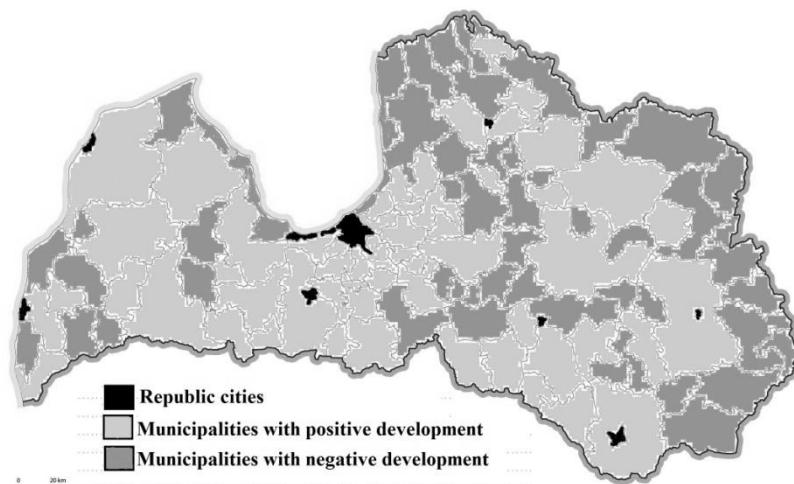 Republic cities
Municipalities with positive development
Municipalities with negative development
0 20 km